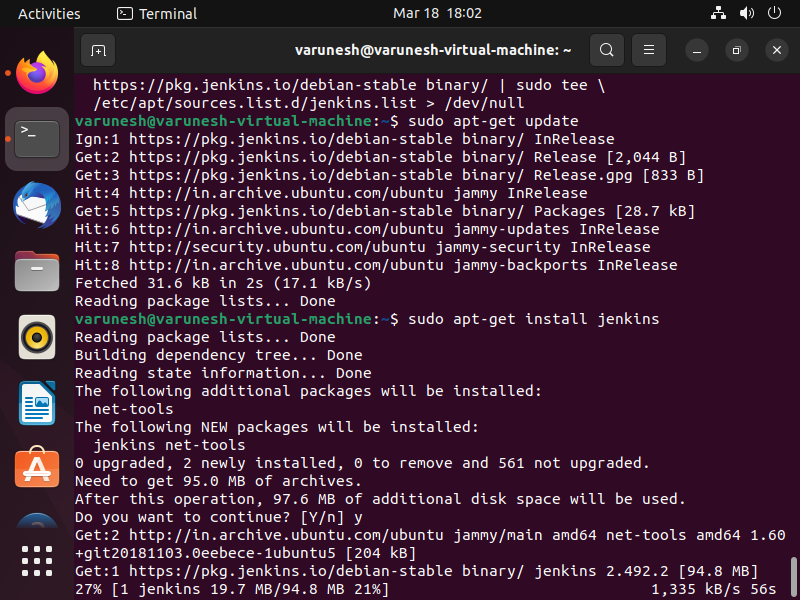 Activities
Terminal
Mar 18 18:02
varunesh@varunesh-virtual-machine: ~
https://pkg.jenkins.io/debian-stable binary/ | sudo tee \
/etc/apt/sources.list.d/jenkins.list > /dev/null
varunesh@varunesh-virtual-machine:~$ sudo apt-get update
Ign:1 https://pkg.jenkins.io/debian-stable binary/ InRelease
Get:2 https://pkg.jenkins.io/debian-stable binary/ Release [2,044 B]
Get:3 https://pkg.jenkins.io/debian-stable binary/ Release.gpg [833 B]
Hit:4 http://in.archive.ubuntu.com/ubuntu jammy InRelease
Get:5 https://pkg.jenkins.io/debian-stable binary/ Packages [28.7 kB]
Hit:6 http://in.archive.ubuntu.com/ubuntu jammy-updates InRelease
Hit:7 http://security.ubuntu.com/ubuntu jammy-security InRelease
Hit:8 http://in.archive.ubuntu.com/ubuntu jammy-backports InRelease
Fetched 31.6 kB in 2s (17.1 kB/s)
Reading package lists... Done
varunesh@varunesh-virtual-machine:~$ sudo apt-get install jenkins
Reading package lists... Done
Building dependency tree... Done
Reading state information... Done
The following additional packages will be installed:
net-tools
The following NEW packages will be installed:
jenkins net-tools
0 upgraded, 2 newly installed, 0 to remove and 561 not upgraded.
Need to get 95.0 MB of archives.
After this operation, 97.6 MB of additional disk space will be used.
Do you want to continue? [Y/n] y
Get:2 http://in.archive.ubuntu.com/ubuntu jammy/main amd64 net-tools amd64 1.60
+git20181103.0eebece-1ubuntu5 [204 kB]
Get:1 https://pkg.jenkins.io/debian-stable binary/ jenkins 2.492.2 [94.8 MB]
27% [1 jenkins 19.7 MB/94.8 MB 21%] 1,335 kB/s 56s